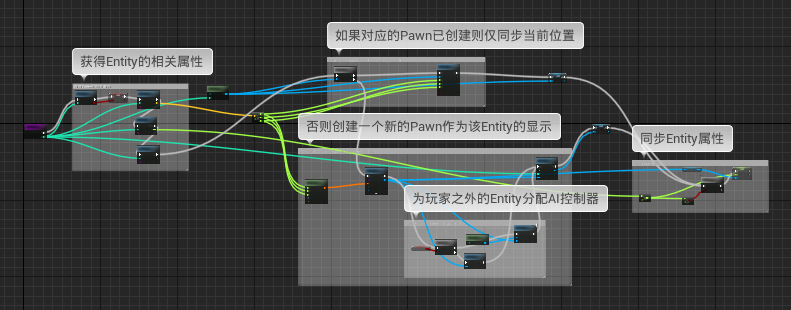 如果对应的Pawn已创建则仅同步当前位置
获得Entity的相关属性
否则创建一个新的Pawn作为该Entity的显示
同步Entity属性
为玩家之外的Entity分配AI控制器